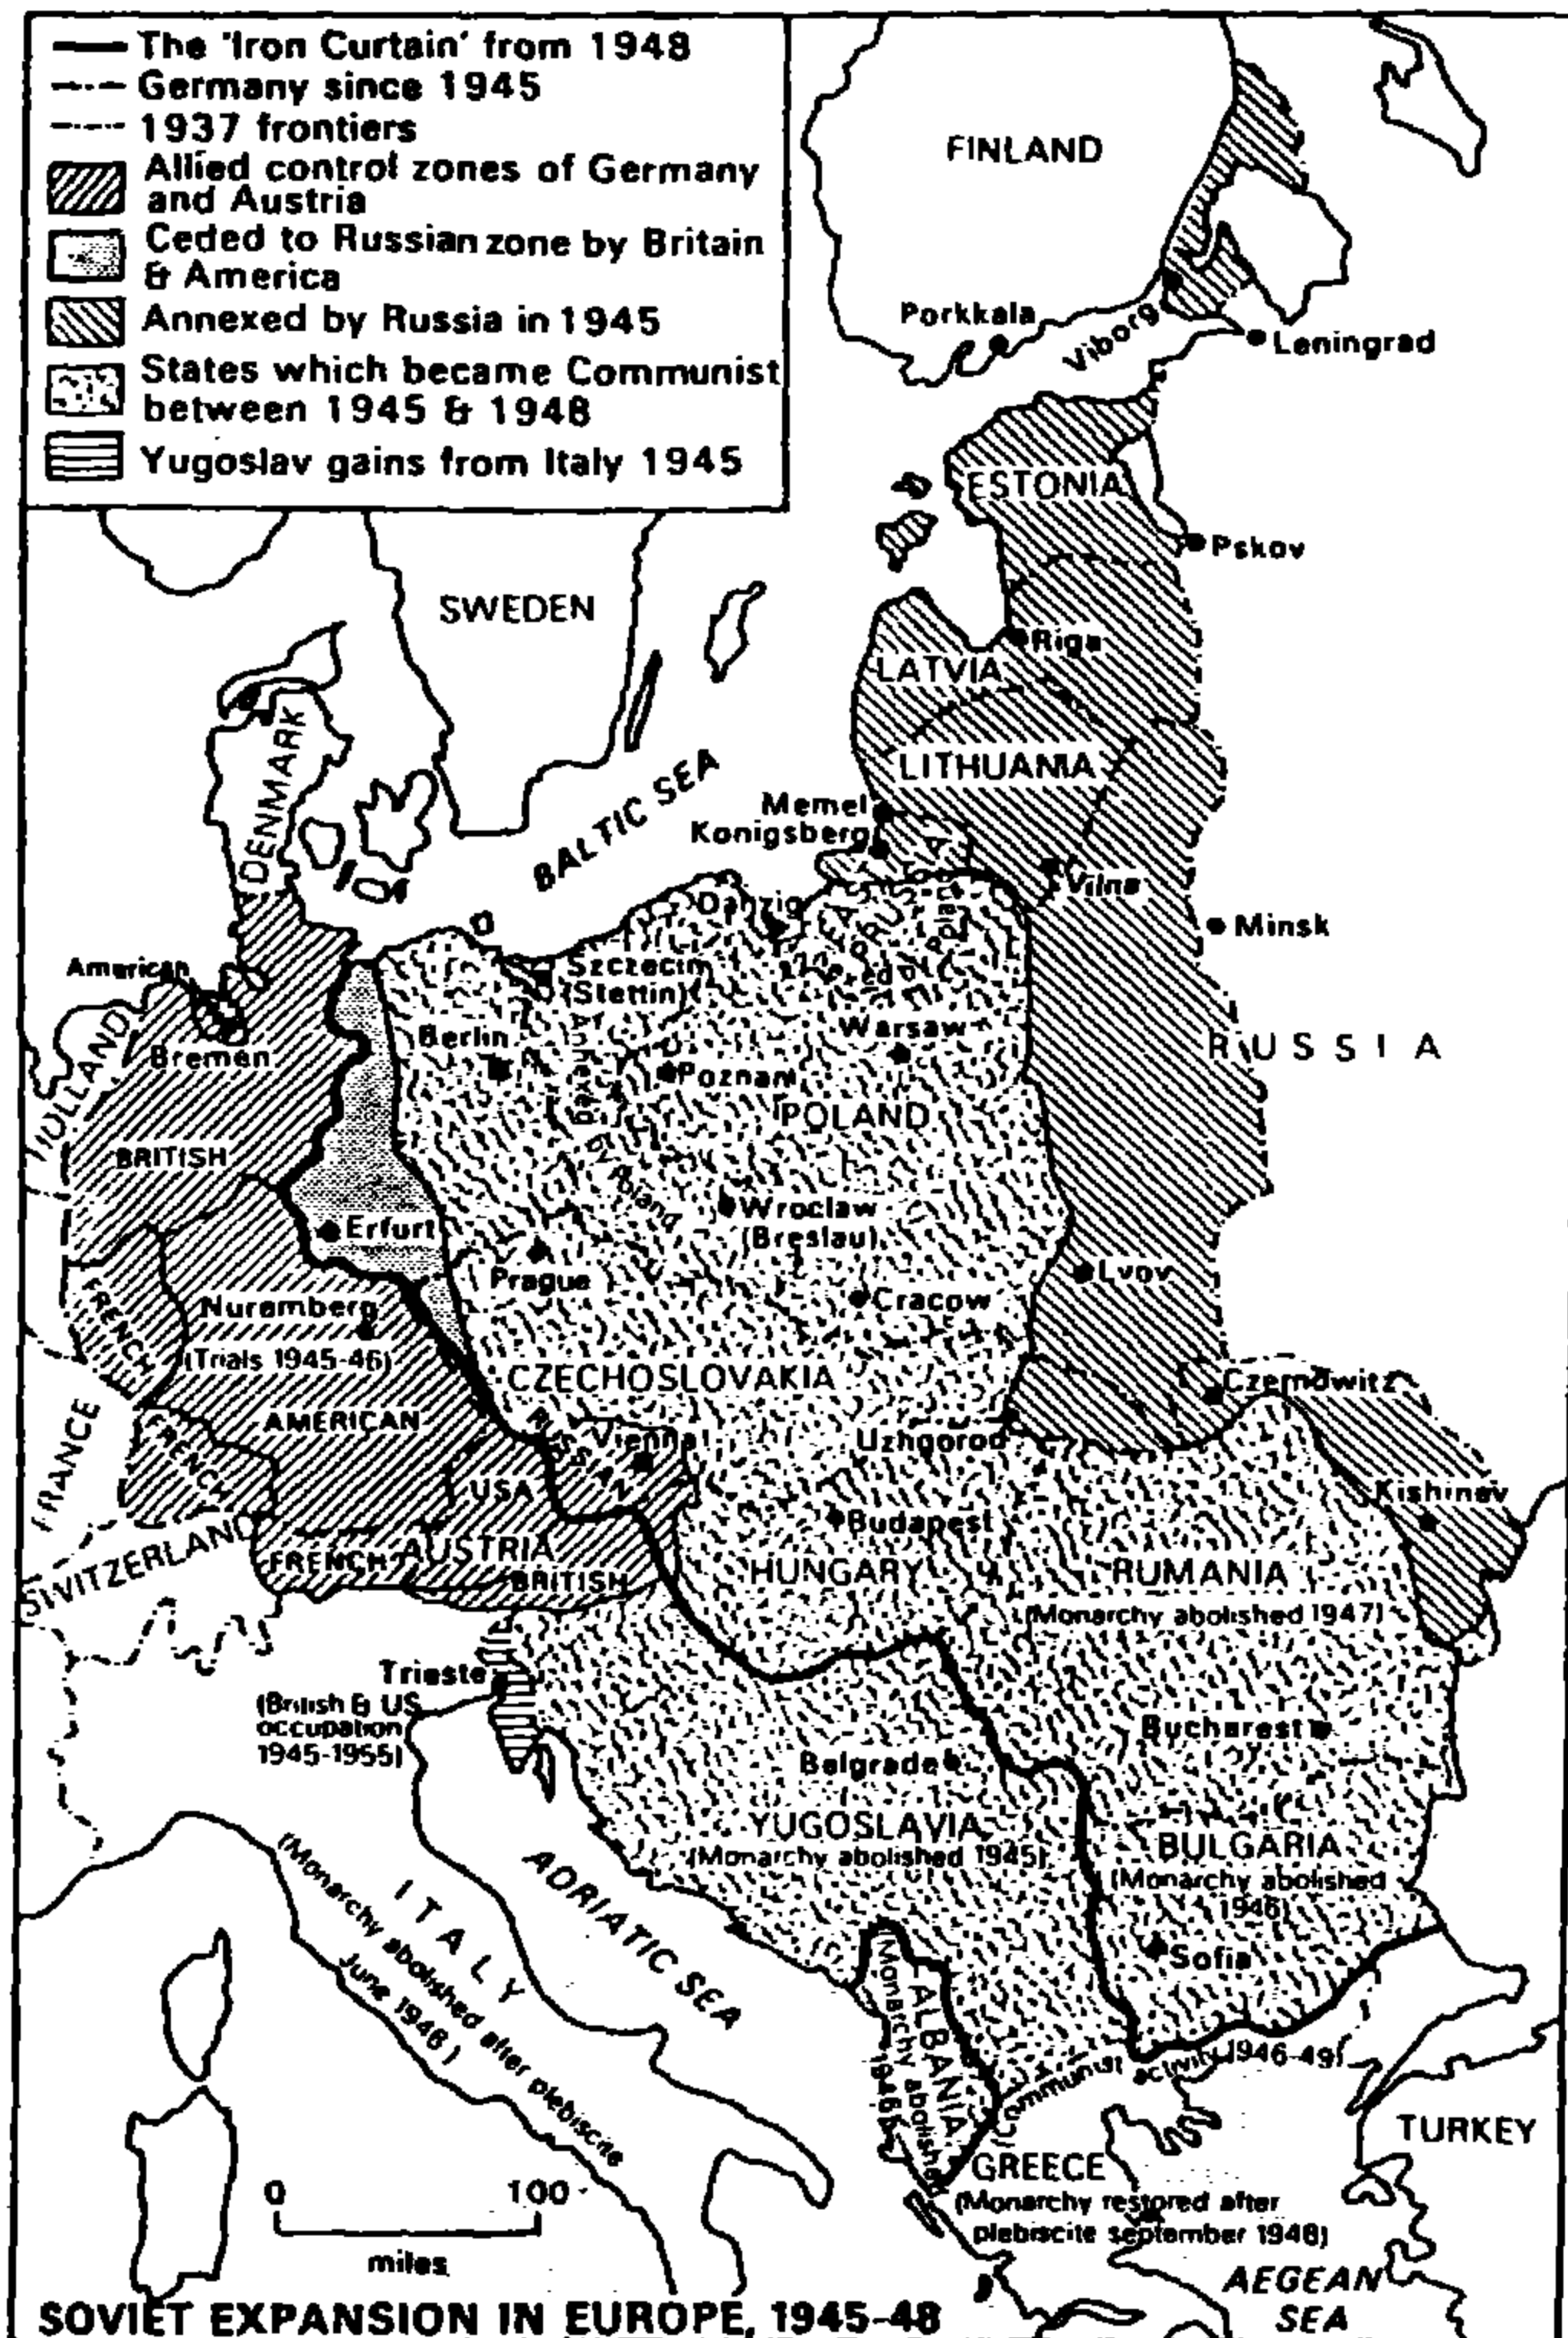 The 'Iron Curtain' from 1948
Germany since 1945
1937 frontiers
Allied control zones of Germany
and Austria
Ceded to Russian zone by Britain
& America
Annexed by Russia in 1945
States which became Communist
between 1945 & 1948
Yugoslav gains from Italy 1945
FINLAND
Porkkala
Viborg
Leningrad
ESTONIA
Pskov
SWEDEN
Riga
LATVIA
LITHUANIA
DENMARK
BALTIC SEA
Memel
Konigsberg
Vilna
Minsk
Danzig
EAST
PRUSSIA
American
Szczecin
(Stettin)
Berlin
Warsaw
RUSSIA
Bremen
HOLLAND
Poznam
Annexed by Poland
POLAND
BRITISH
Wroclaw
(Breslau)
Erfurt
Prague
Lvov
Cracow
FRENCH
Nuremberg
(Trials 1945-46)
CZECHOSLOVAKIA
Czernowitz
AMERICAN
RUSSIAN
Vienna
Uzhgorod
FRANCE
FRENCH
USA
Kishinev
Budapest
SWITZERLAND
FRENCH
AUSTRIA
BRITISH
HUNGARY
RUMANIA
(Monarchy abolished 1947)
Trieste
(British & US
occupation
1945-1955)
Bucharest
Belgrade
YUGOSLAVIA
(Monarchy abolished 1945)
BULGARIA
(Monarchy abolished
1946)
Sofia
ITALY
(Monarchy abolished after plebiscite
June 1946)
ADRIATIC SEA
ALBANIA
(Monarchy abolished
1946)
(Communist activity 1946-49)
GREECE
(Monarchy restored after
plebiscite september 1946)
TURKEY
AEGEAN
SEA
0 100
miles
SOVIET EXPANSION IN EUROPE, 1945-48